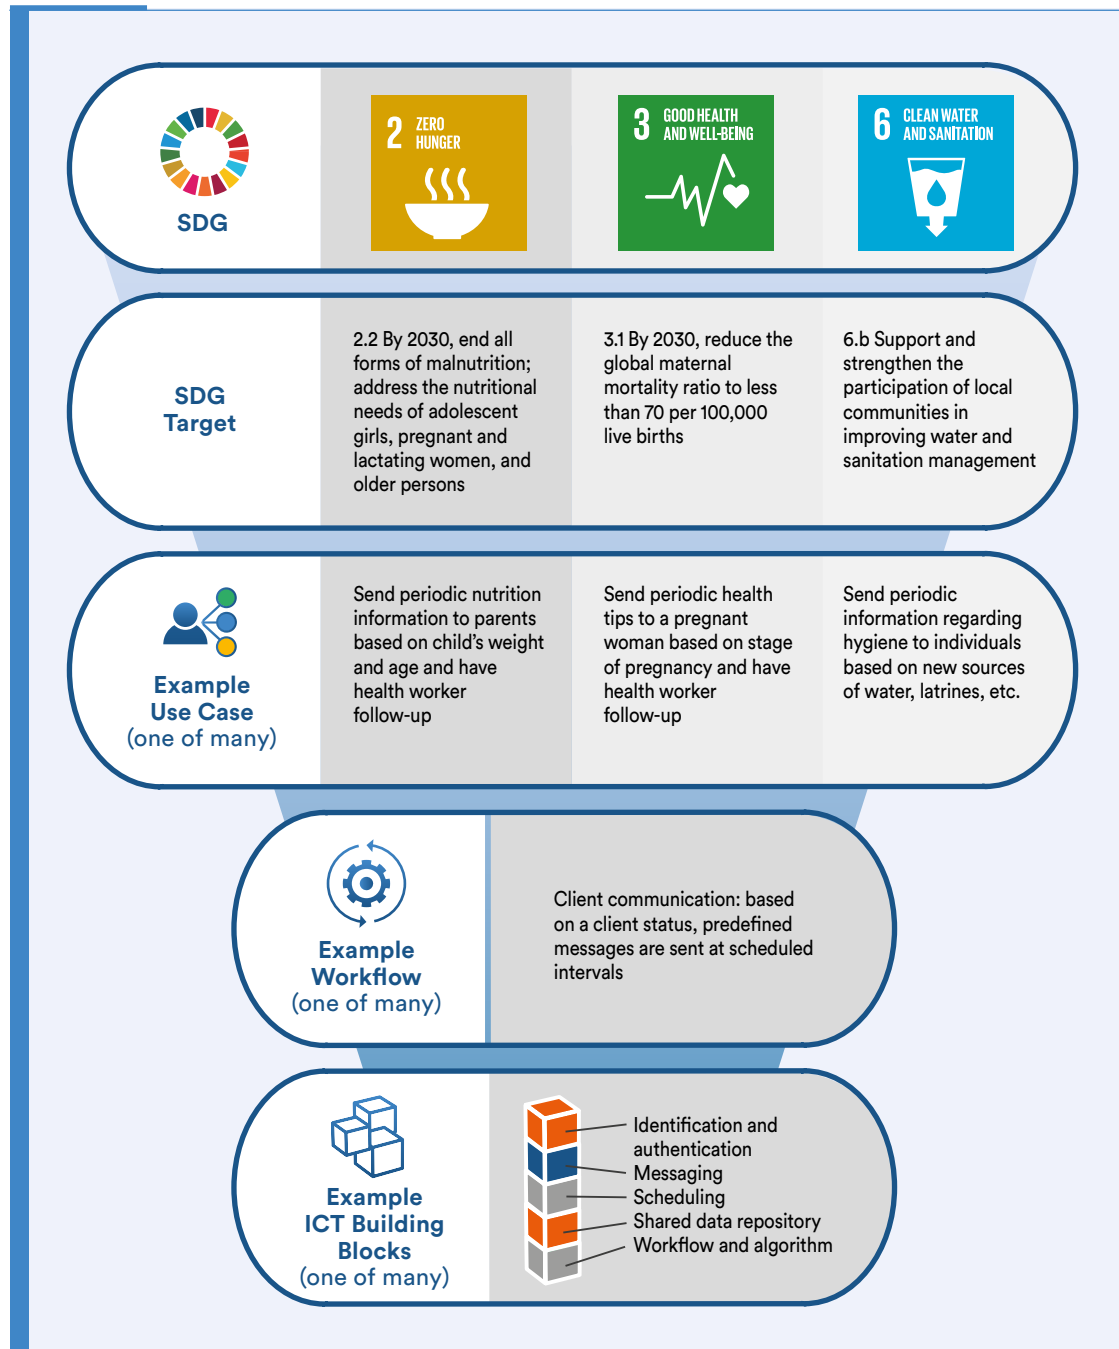 SDG
2 ZERO
HUNGER
3 GOOD HEALTH
AND WELL-BEING
6 CLEAN WATER
AND SANITATION
SDG
Target
2.2 By 2030, end all
forms of malnutrition;
address the nutritional
needs of adolescent
girls, pregnant and
lactating women, and
older persons
3.1 By 2030, reduce the
global maternal
mortality ratio to less
than 70 per 100,000
live births
6.b Support and
strengthen the
participation of local
communities in
improving water and
sanitation management
Example
Use Case
(one of many)
Send periodic nutrition
information to parents
based on child’s weight
and age and have
health worker
follow-up
Send periodic health
tips to a pregnant
woman based on stage
of pregnancy and have
health worker
follow-up
Send periodic
information regarding
hygiene to individuals
based on new sources
of water, latrines, etc.
Example
Workflow
(one of many)
Client communication: based
on a client status, predefined
messages are sent at scheduled
intervals
Example
ICT Building
Blocks
(one of many)
Identification and
authentication
Messaging
Scheduling
Shared data repository
Workflow and algorithm